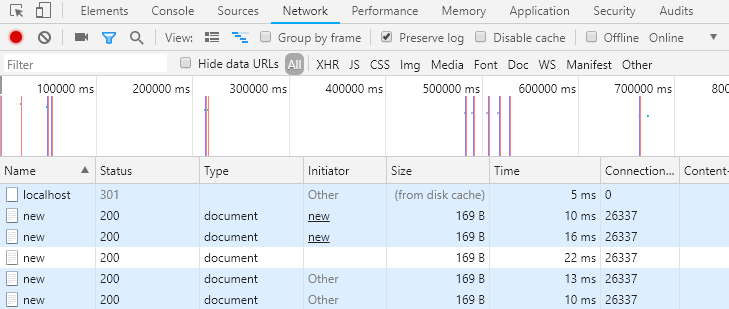 Elements Console Sources Network Performance Memory Application Security Audits
View: Group by frame Preserve log Disable cache Offline Online
Filter Hide data URLs All XHR JS CSS Img Media Font Doc WS Manifest Other
100000 ms 200000 ms 300000 ms 400000 ms 500000 ms 600000 ms 700000 ms 800
Name Status Type Initiator Size Time Connection... Content-
localhost 301 Other (from disk cache) 5 ms 0
new 200 document new 169 B 10 ms 26337
new 200 document new 169 B 16 ms 26337
new 200 document 169 B 22 ms 26337
new 200 document Other 169 B 13 ms 26337
new 200 document Other 169 B 10 ms 26337